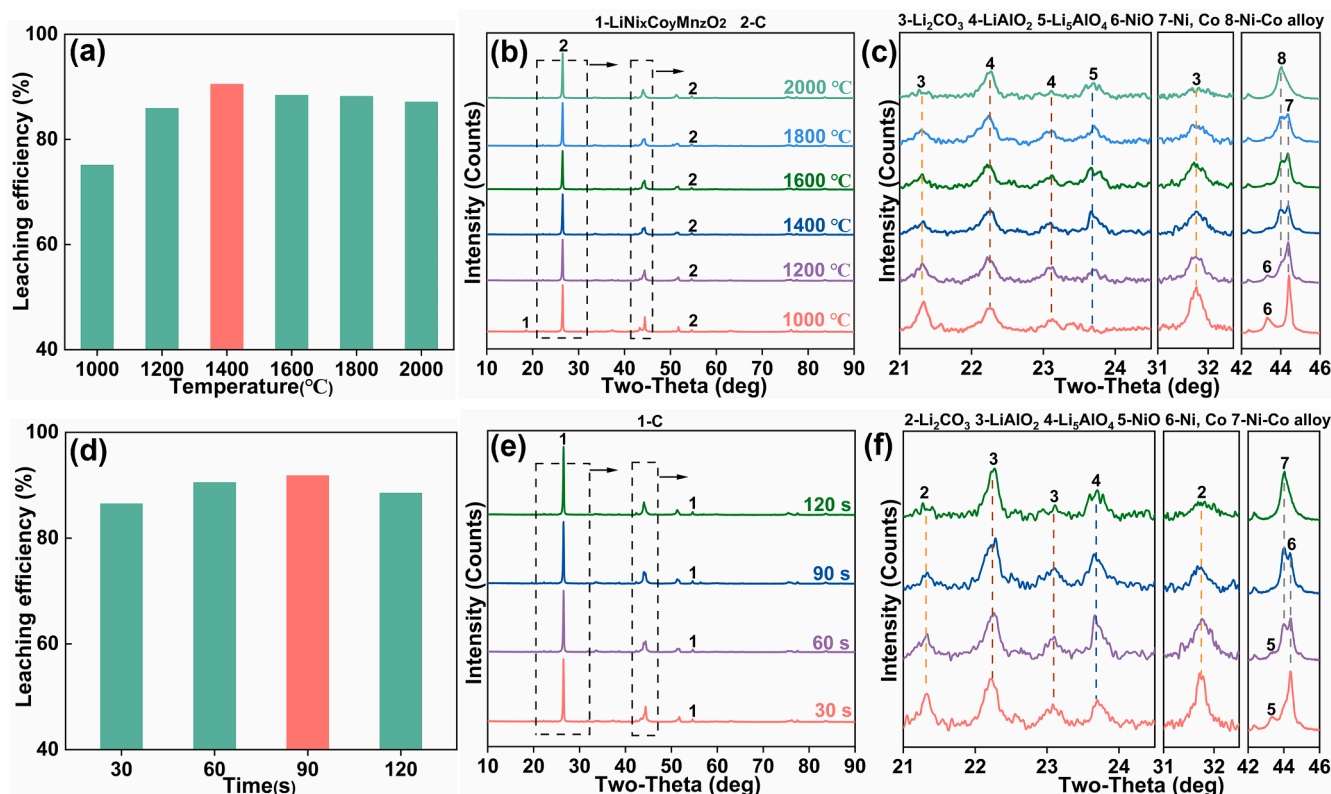 (a)
100
80
60
40
Leaching efficiency (%)
1000 1200 1400 1600 1800 2000
Temperature(℃)
1-LiNixCoyMnzO2 2-C
(b)
2
2
2000 ℃
2
1800 ℃
2
1600 ℃
2
1400 ℃
2
1200 ℃
1
2
1000 ℃
Intensity (Counts)
10 20 30 40 50 60 70 80 90
Two-Theta (deg)
3-Li2CO3 4-LiAlO2 5-Li5AlO4 6-NiO 7-Ni, Co 8-Ni-Co alloy
(c)
3 4 4 5 3 8
7
6
6
Intensity (Counts)
21 22 23 24 31 32 42 44 46
Two-Theta (deg)
(d)
100
80
60
40
Leaching efficiency (%)
30 60 90 120
Time(s)
1-C
(e)
1
1
120 s
1
90 s
1
60 s
1
30 s
Intensity (Counts)
10 20 30 40 50 60 70 80 90
Two-Theta (deg)
2-Li2CO3 3-LiAlO2 4-Li5AlO4 5-NiO 6-Ni, Co 7-Ni-Co alloy
(f)
2 3 3 4 2 7
6
5
5
Intensity (Counts)
21 22 23 24 31 32 42 44 46
Two-Theta (deg)